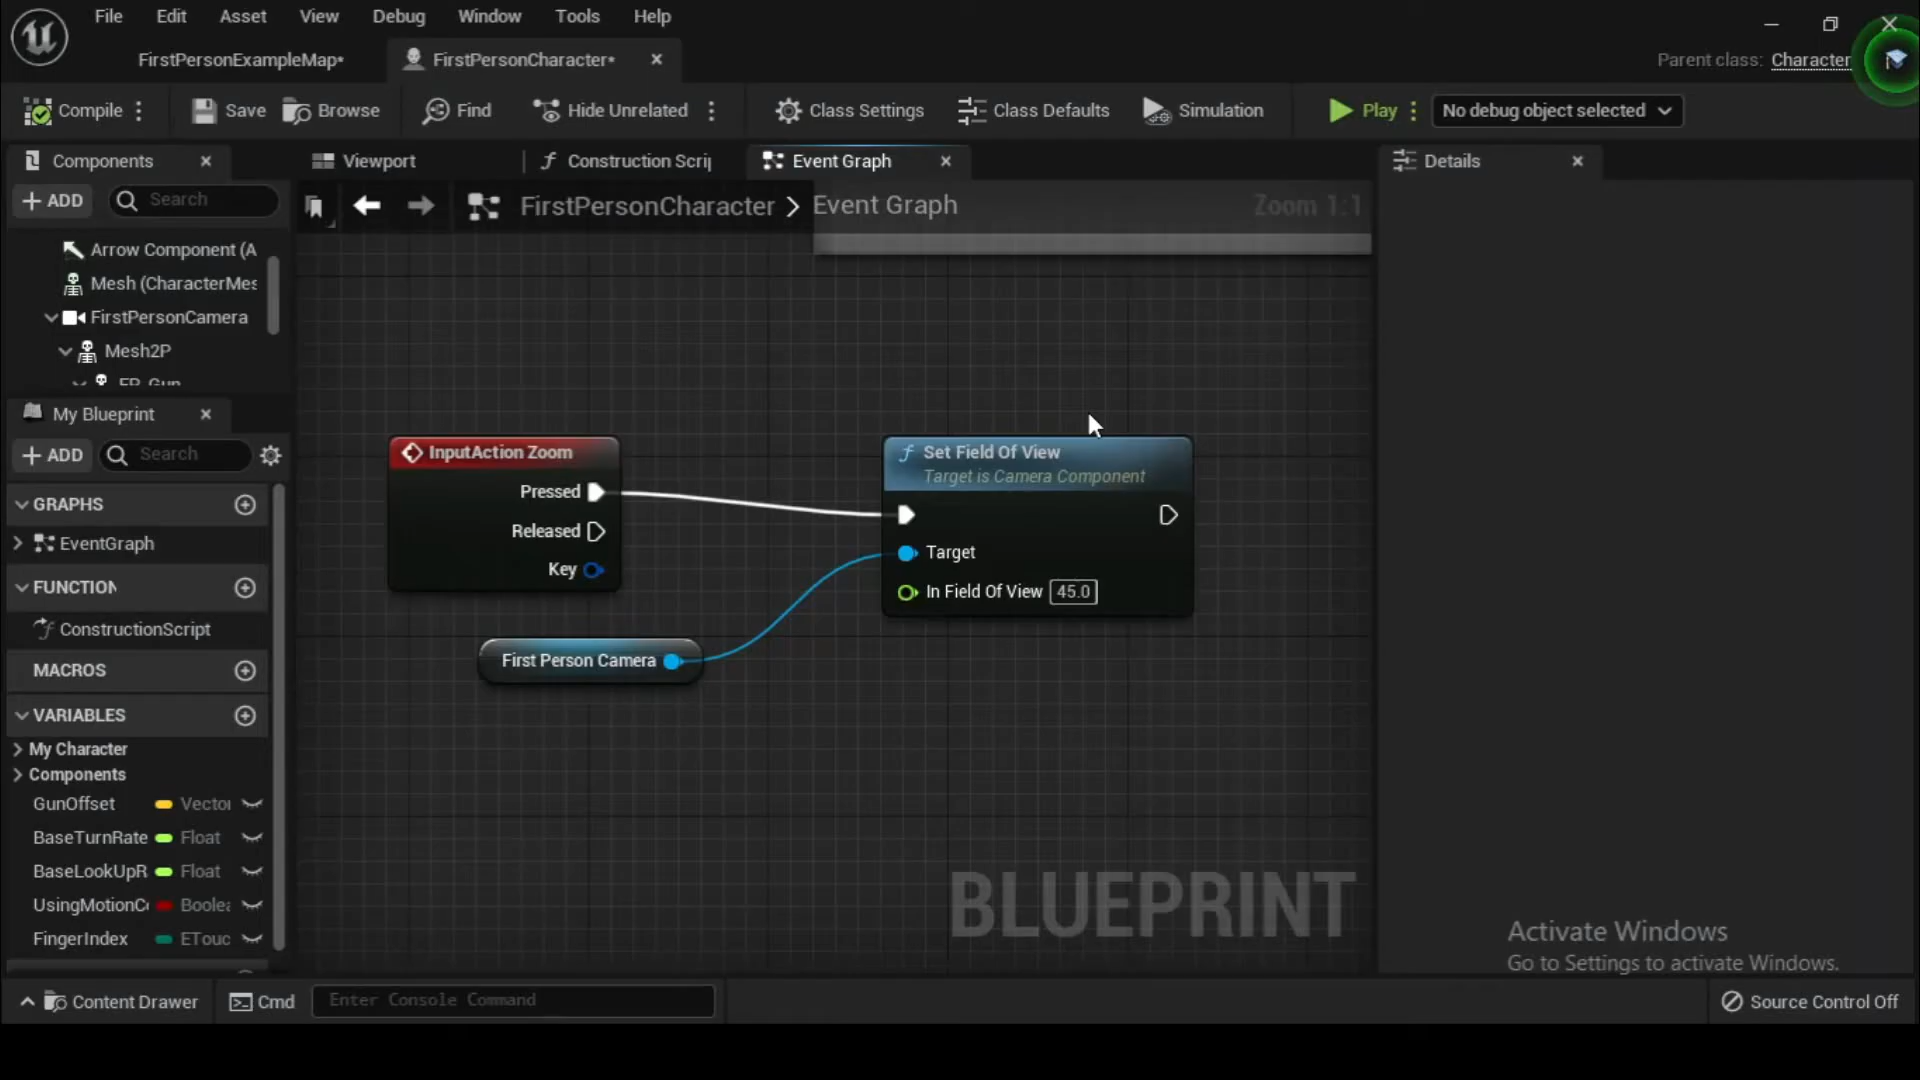 File Edit Asset View Debug Window Tools Help
FirstPersonExampleMap*
FirstPersonCharacter*
Parent class: Character
Compile
Save
Browse
Find
Hide Unrelated
Class Settings
Class Defaults
Simulation
Play
No debug object selected
Components
Viewport
Construction Scrip
Event Graph
Details
ADD
Search
FirstPersonCharacter > Event Graph
Zoom 1:1
Arrow Component (A
Mesh (CharacterMes
FirstPersonCamera
Mesh2P
FP_Gun
My Blueprint
ADD
Search
GRAPHS
EventGraph
FUNCTION
ConstructionScript
MACROS
VARIABLES
My Character
Components
GunOffset Vector
BaseTurnRate Float
BaseLookUpR Float
UsingMotionCo Boolea
FingerIndex ETouc
InputAction Zoom
Pressed
Released
Key
First Person Camera
Set Field Of View
Target is Camera Component
Target
In Field Of View 45.0
BLUEPRINT
Activate Windows
Go to Settings to activate Windows.
Content Drawer
Cmd
Enter Console Command
Source Control Off